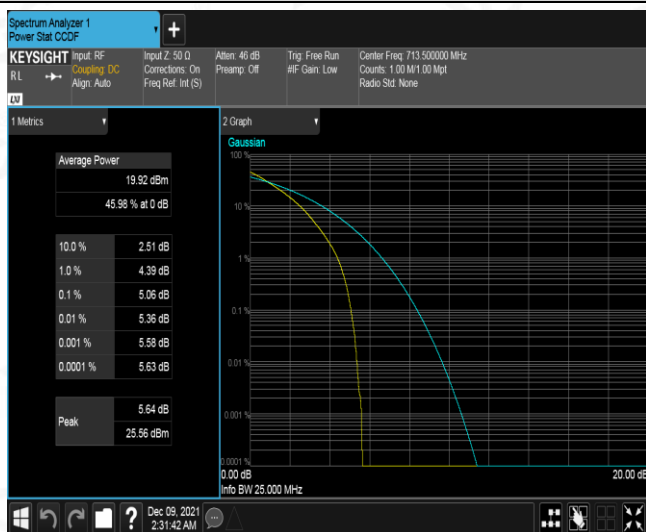 Spectrum Analyzer 1
Power Stat CCDF
+
KEYSIGHT
RL
LXI
Input: RF
Coupling: DC
Align: Auto
Input Z: 50 Ω
Corrections: On
Freq Ref: Int (S)
Atten: 46 dB
Preamp: Off
Trig: Free Run
#IF Gain: Low
Center Freq: 713.500000 MHz
Counts: 1.00 M/1.00 Mpt
Radio Std: None
1 Metrics
Average Power
19.92 dBm
45.98 % at 0 dB
10.0 % 2.51 dB
1.0 % 4.39 dB
0.1 % 5.06 dB
0.01 % 5.36 dB
0.001 % 5.58 dB
0.0001 % 5.63 dB
Peak
5.64 dB
25.56 dBm
2 Graph
Gaussian
100 %
10 %
1 %
0.1 %
0.01 %
0.001 %
0.0001 %
0.00 dB
20.00 dB
Info BW 25.000 MHz
?
Dec 09, 2021
2:31:42 AM